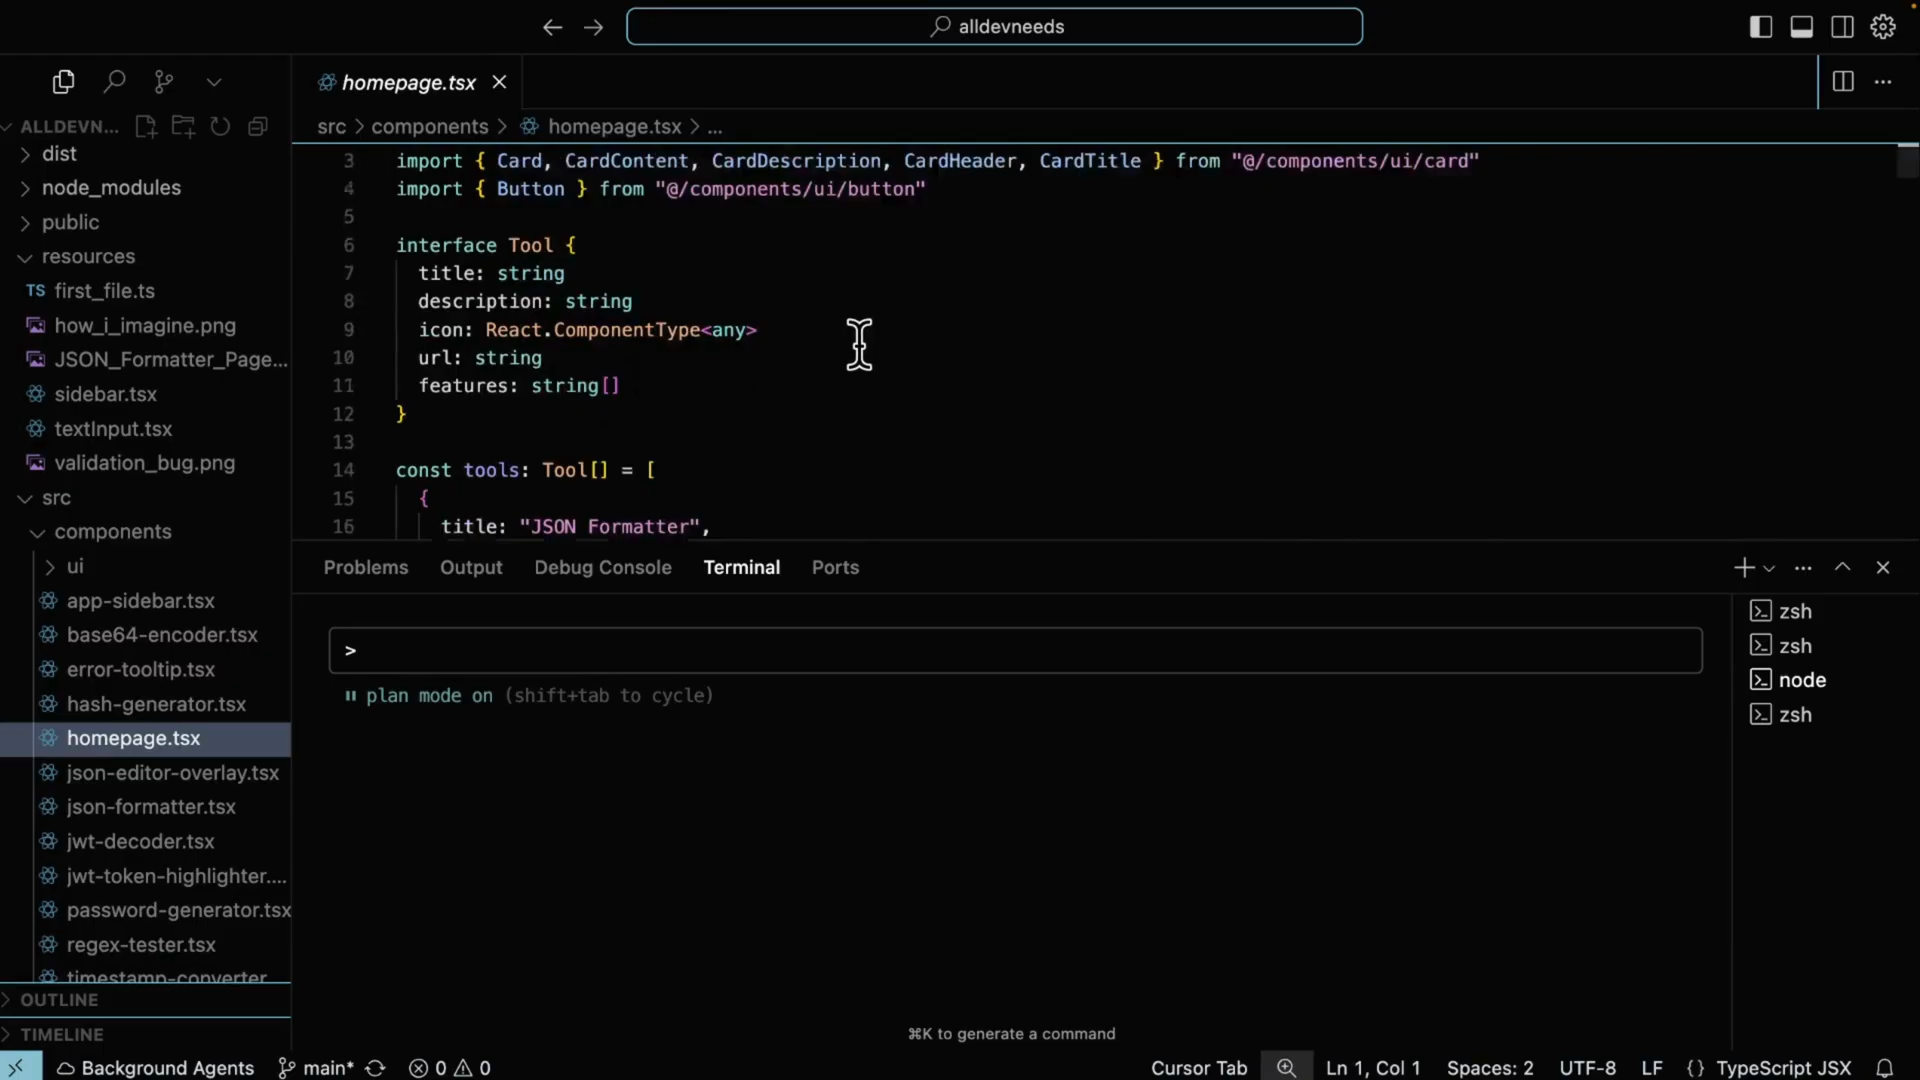 alldevneeds
homepage.tsx
ALLDEVN...
src > components > homepage.tsx > ...
dist
node_modules
public
resources
TS first_file.ts
how_i_imagine.png
JSON_Formatter_Page...
sidebar.tsx
textInput.tsx
validation_bug.png
src
components
ui
app-sidebar.tsx
base64-encoder.tsx
error-tooltip.tsx
hash-generator.tsx
homepage.tsx
json-editor-overlay.tsx
json-formatter.tsx
jwt-decoder.tsx
jwt-token-highlighter....
password-generator.tsx
regex-tester.tsx
timestamp-converter
OUTLINE
TIMELINE
3 import { Card, CardContent, CardDescription, CardHeader, CardTitle } from "@/components/ui/card"
4 import { Button } from "@/components/ui/button"
5
6 interface Tool {
7 title: string
8 description: string
9 icon: React.ComponentType<any>
10 url: string
11 features: string[]
12 }
13
14 const tools: Tool[] = [
15 {
16 title: "JSON Formatter",
Problems Output Debug Console Terminal Ports
>
plan mode on (shift+tab to cycle)
zsh
zsh
node
zsh
⌘K to generate a command
Background Agents main* 0 0 Cursor Tab Ln 1, Col 1 Spaces: 2 UTF-8 LF {} TypeScript JSX